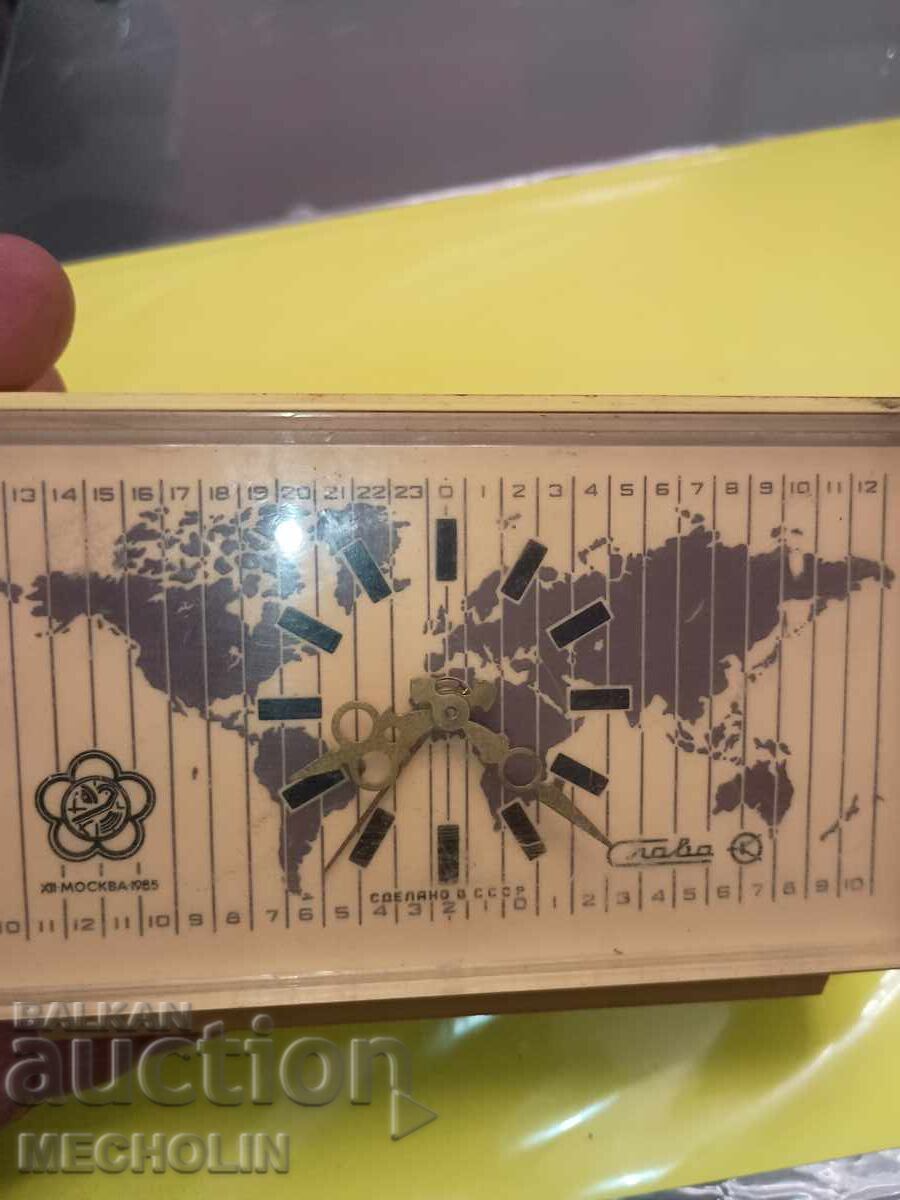 13 14 15 16 17 18 19 20 21 22 23 0 1 2 3 4 5 6 7 8 9 10 11 12
Слава
XII·МОСКВА·1985
СДЕЛАНО В СССР
10 11 12 11 10 9 8 7 6 5 4 3 2 1 0 1 2 3 4 5 6 7 8 9 10
BALKAN
auction
MECHOLIN